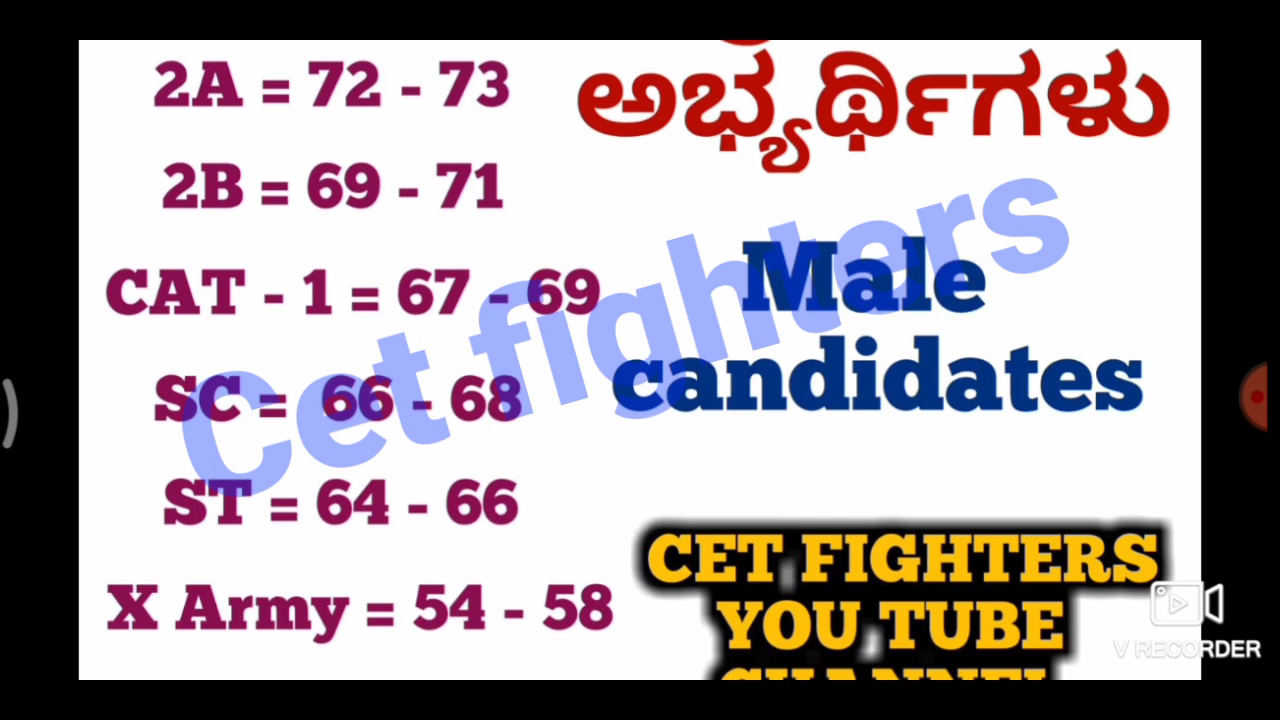 2A = 72 - 73
2B = 69 - 71
CAT - 1 = 67 - 69
SC = 66 - 68
ST = 64 - 66
X Army = 54 - 58
ಅಭ್ಯರ್ಥಿಗಳು
Male
candidates
Cet fighters
CET FIGHTERS
YOU TUBE
CHANNEL
V RECORDER